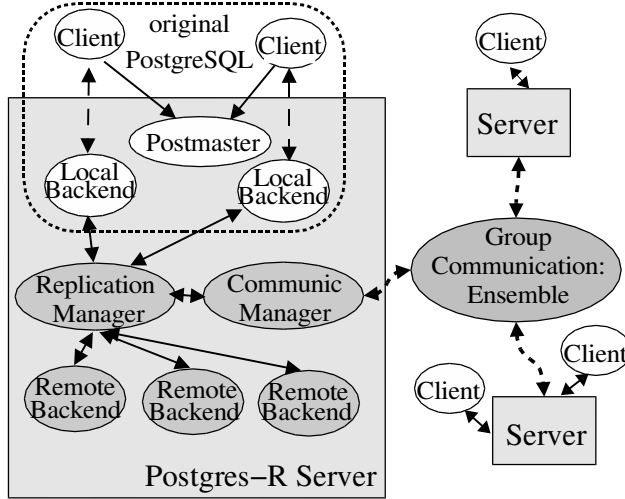 original
PostgreSQL
Client
Client
Client
Postmaster
Server
Local
Backend
Local
Backend
Group
Communication:
Ensemble
Replication
Manager
Communic
Manager
Client
Client
Remote
Backend
Remote
Backend
Remote
Backend
Server
Postgres-R Server